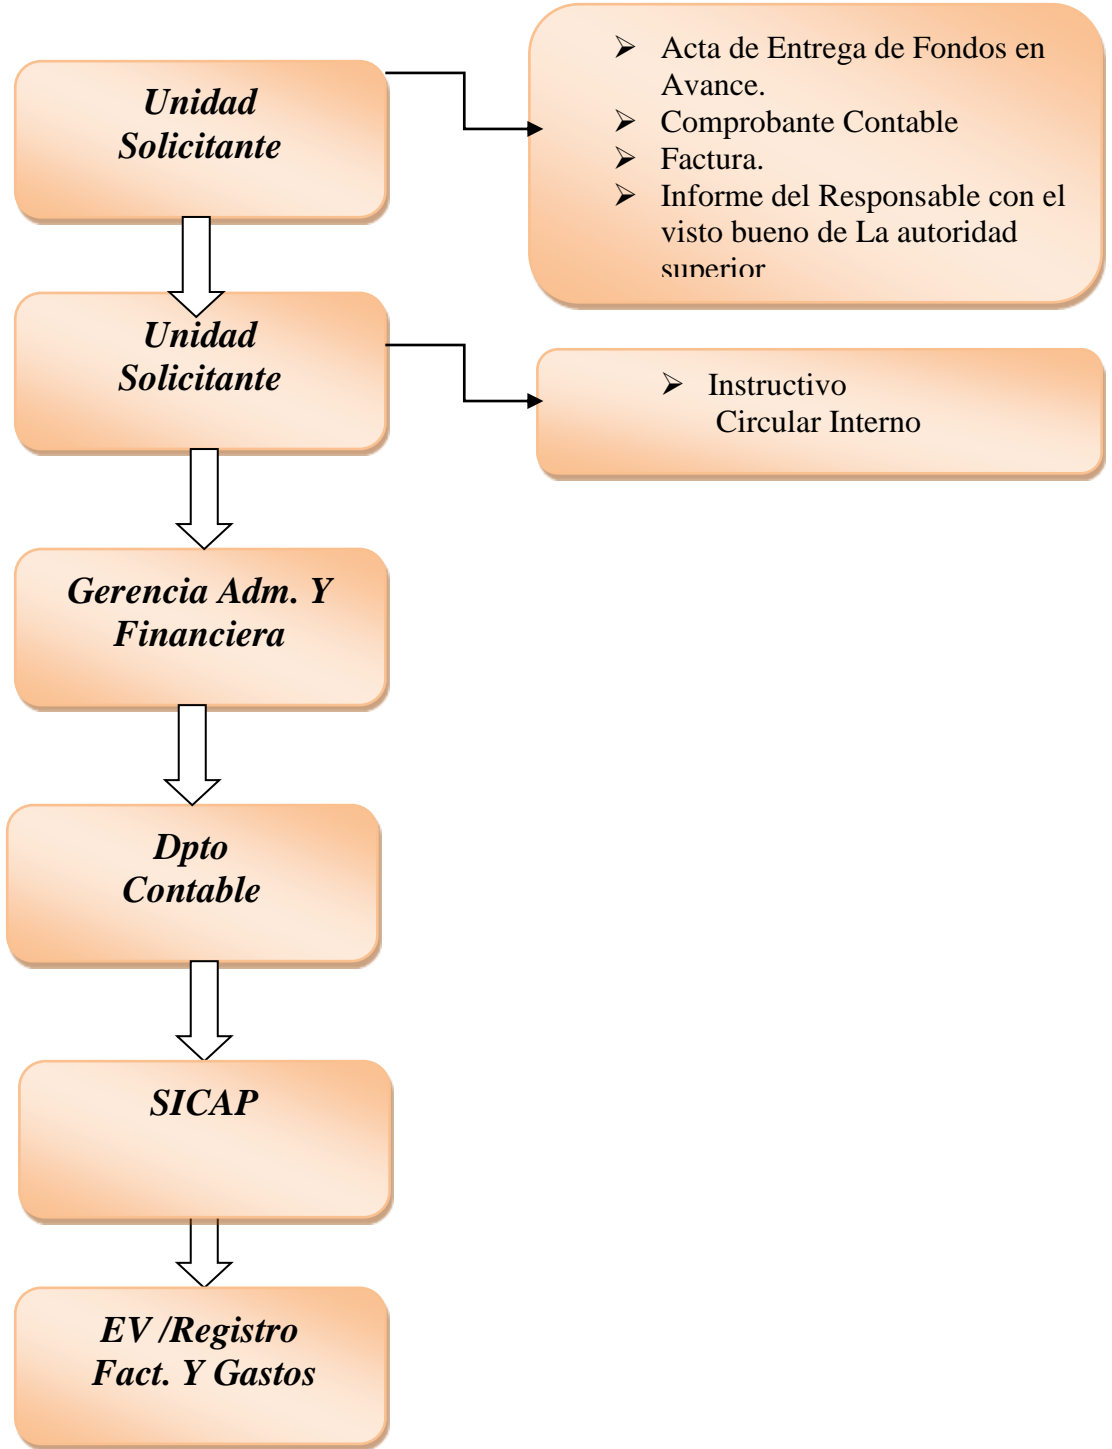 Unidad
Solicitante
➢ Acta de Entrega de Fondos en
Avance.
➢ Comprobante Contable
➢ Factura.
➢ Informe del Responsable con el
visto bueno de La autoridad
superior
Unidad
Solicitante
➢ Instructivo
Circular Interno
Gerencia Adm. Y
Financiera
Dpto
Contable
SICAP
EV /Registro
Fact. Y Gastos